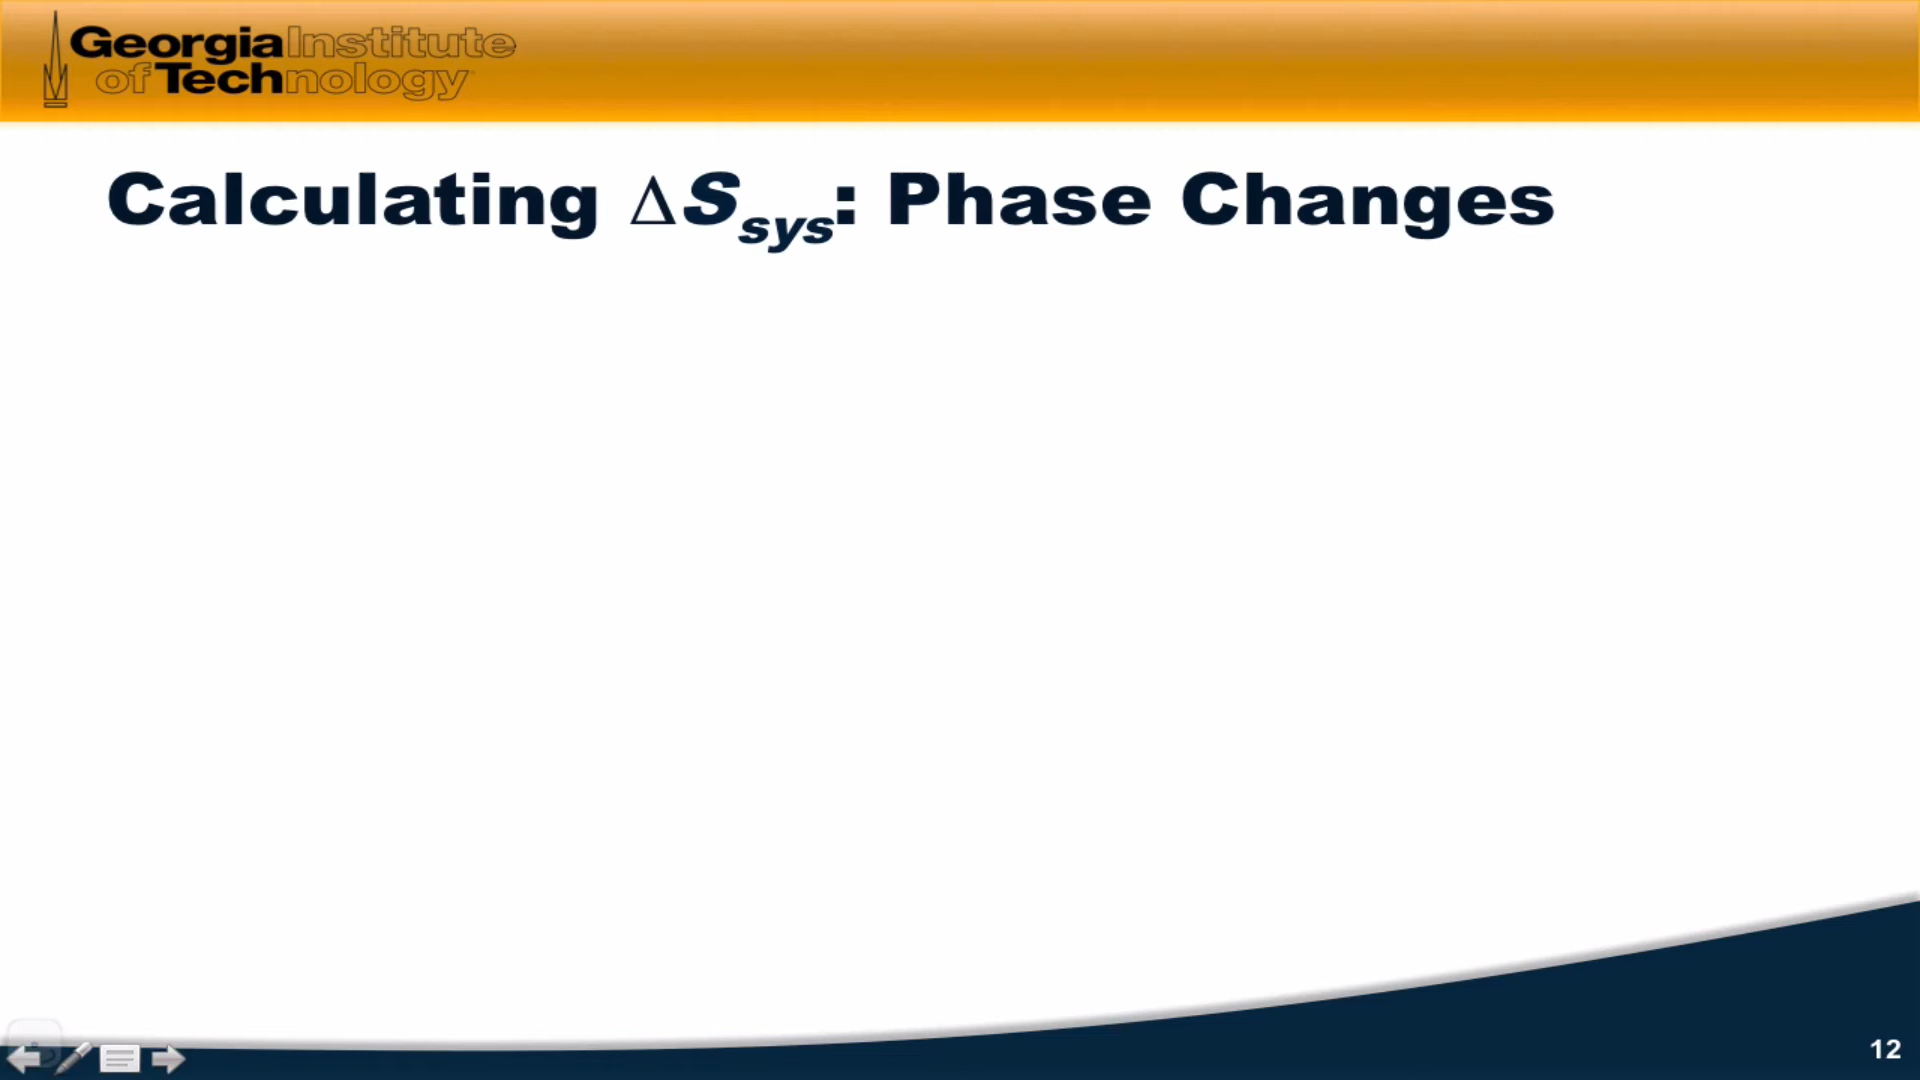 Georgia Institute
of Technology
Calculating ΔSsys: Phase Changes
12